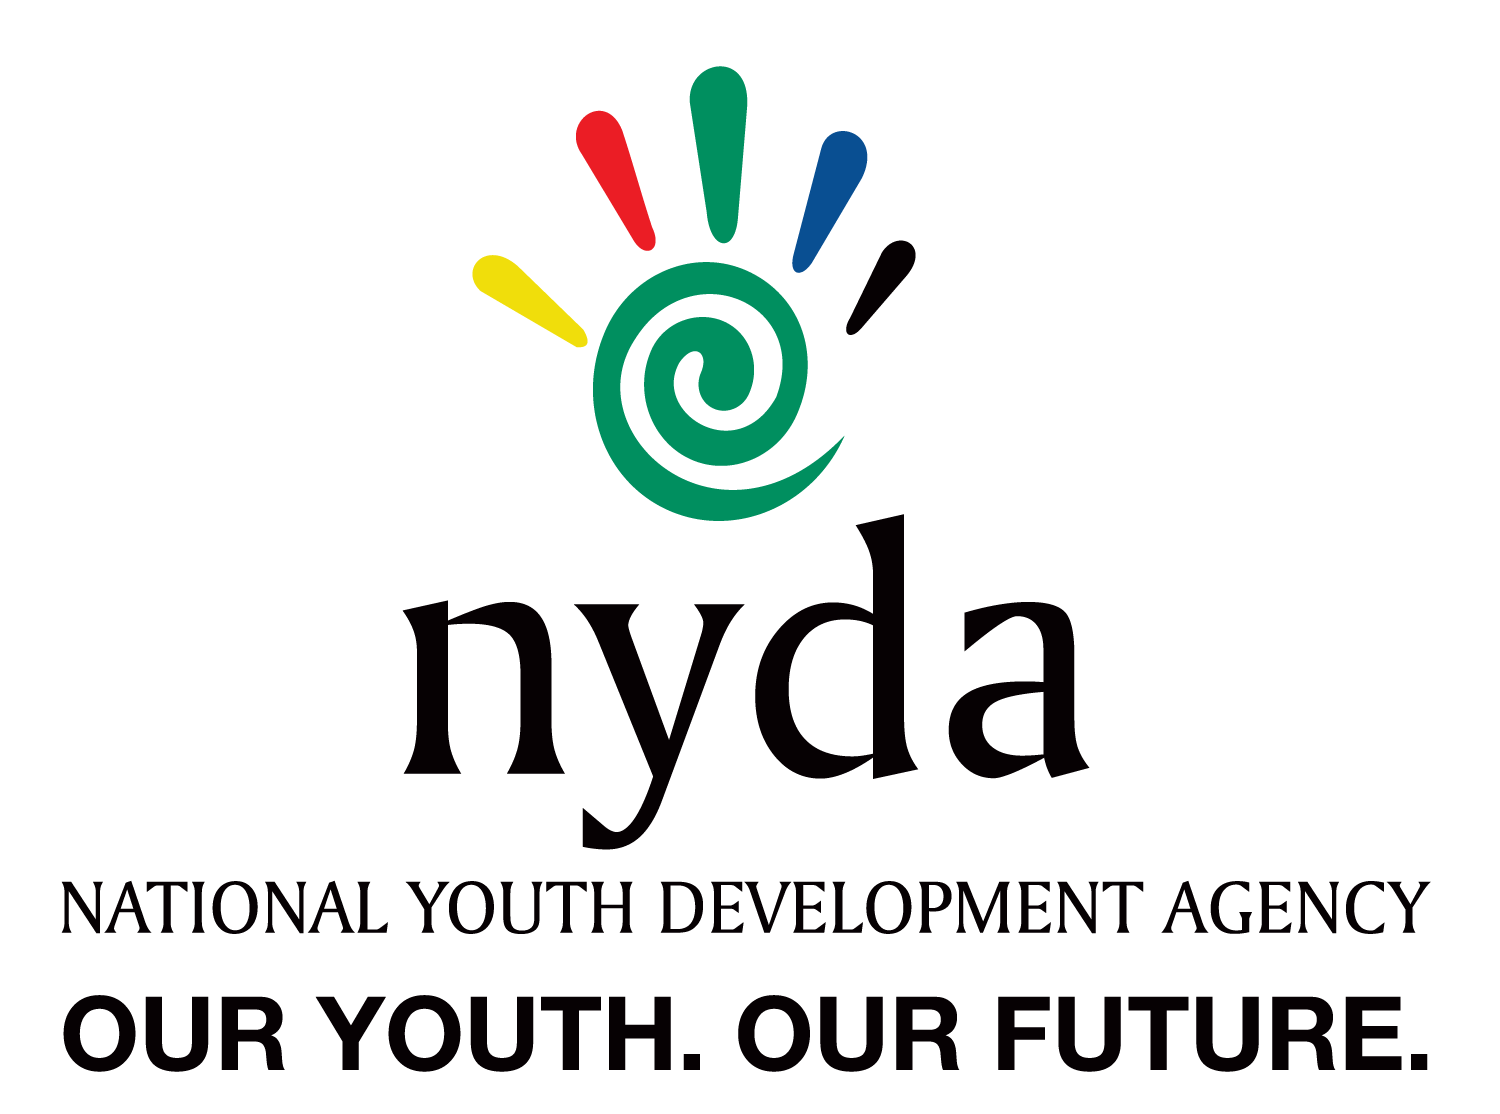 nyda
NATIONAL YOUTH DEVELOPMENT AGENCY
OUR YOUTH. OUR FUTURE.